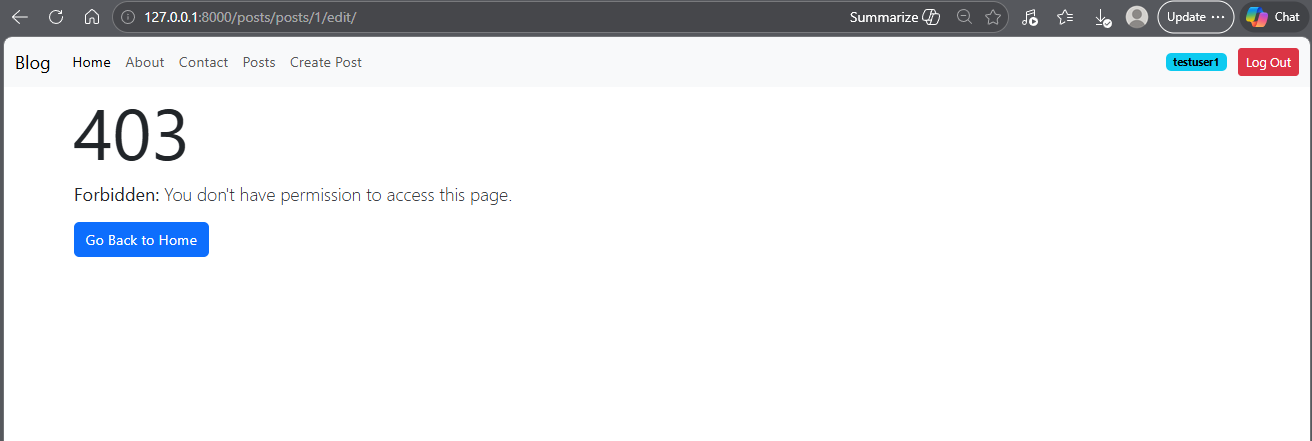 127.0.0.1:8000/posts/posts/1/edit/ Summarize Update ... Chat
Blog Home About Contact Posts Create Post testuser1 Log Out
403
Forbidden: You don't have permission to access this page.
Go Back to Home